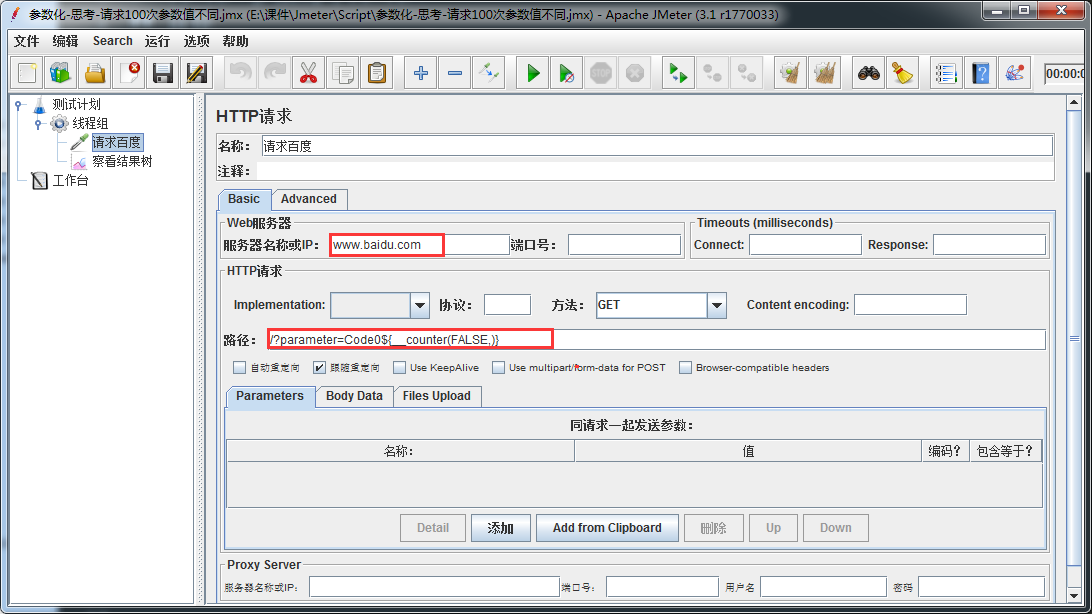 参数化-思考-请求100次参数值不同.jmx (E:\课件\Jmeter\Script\参数化-思考-请求100次参数值不同.jmx) - Apache JMeter (3.1 r1770033)
文件 编辑 Search 运行 选项 帮助
STOP
00:00:0
测试计划
线程组
请求百度
察看结果树
工作台
HTTP请求
名称： 请求百度
注释：
Basic Advanced
Web服务器
服务器名称或IP： www.baidu.com 端口号：
Timeouts (milliseconds)
Connect: Response:
HTTP请求
Implementation: 协议： 方法： GET Content encoding:
路径： /?parameter=Code0${__counter(FALSE,)}
自动重定向 跟随重定向 Use KeepAlive Use multipart/form-data for POST Browser-compatible headers
Parameters Body Data Files Upload
同请求一起发送参数：
名称： 值 编码？ 包含等于？
Detail 添加 Add from Clipboard 删除 Up Down
Proxy Server
服务器名称或IP： 端口号： 用户名 密码